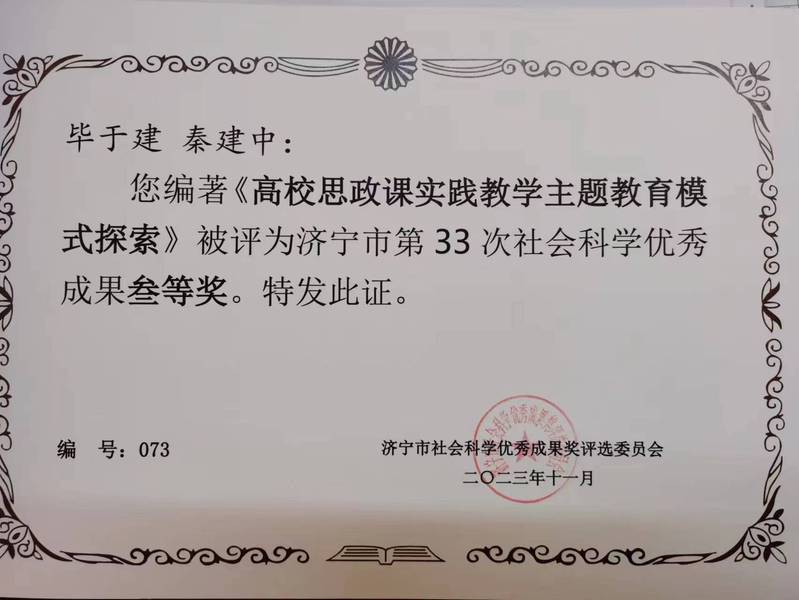 毕于建 秦建中：
您编著《高校思政课实践教学主题教育模
式探索》被评为济宁市第 33 次社会科学优秀
成果叁等奖。特发此证。
编 号：073
济宁市社会科学优秀成果奖评选委员会
二〇二三年十一月